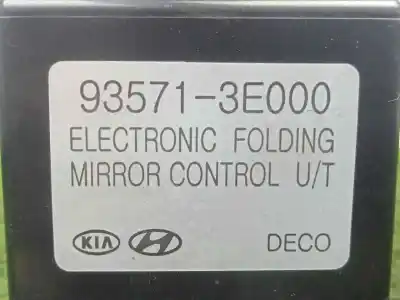 93571-3E000
ELECTRONIC FOLDING
MIRROR CONTROL U/T
KIA DECO